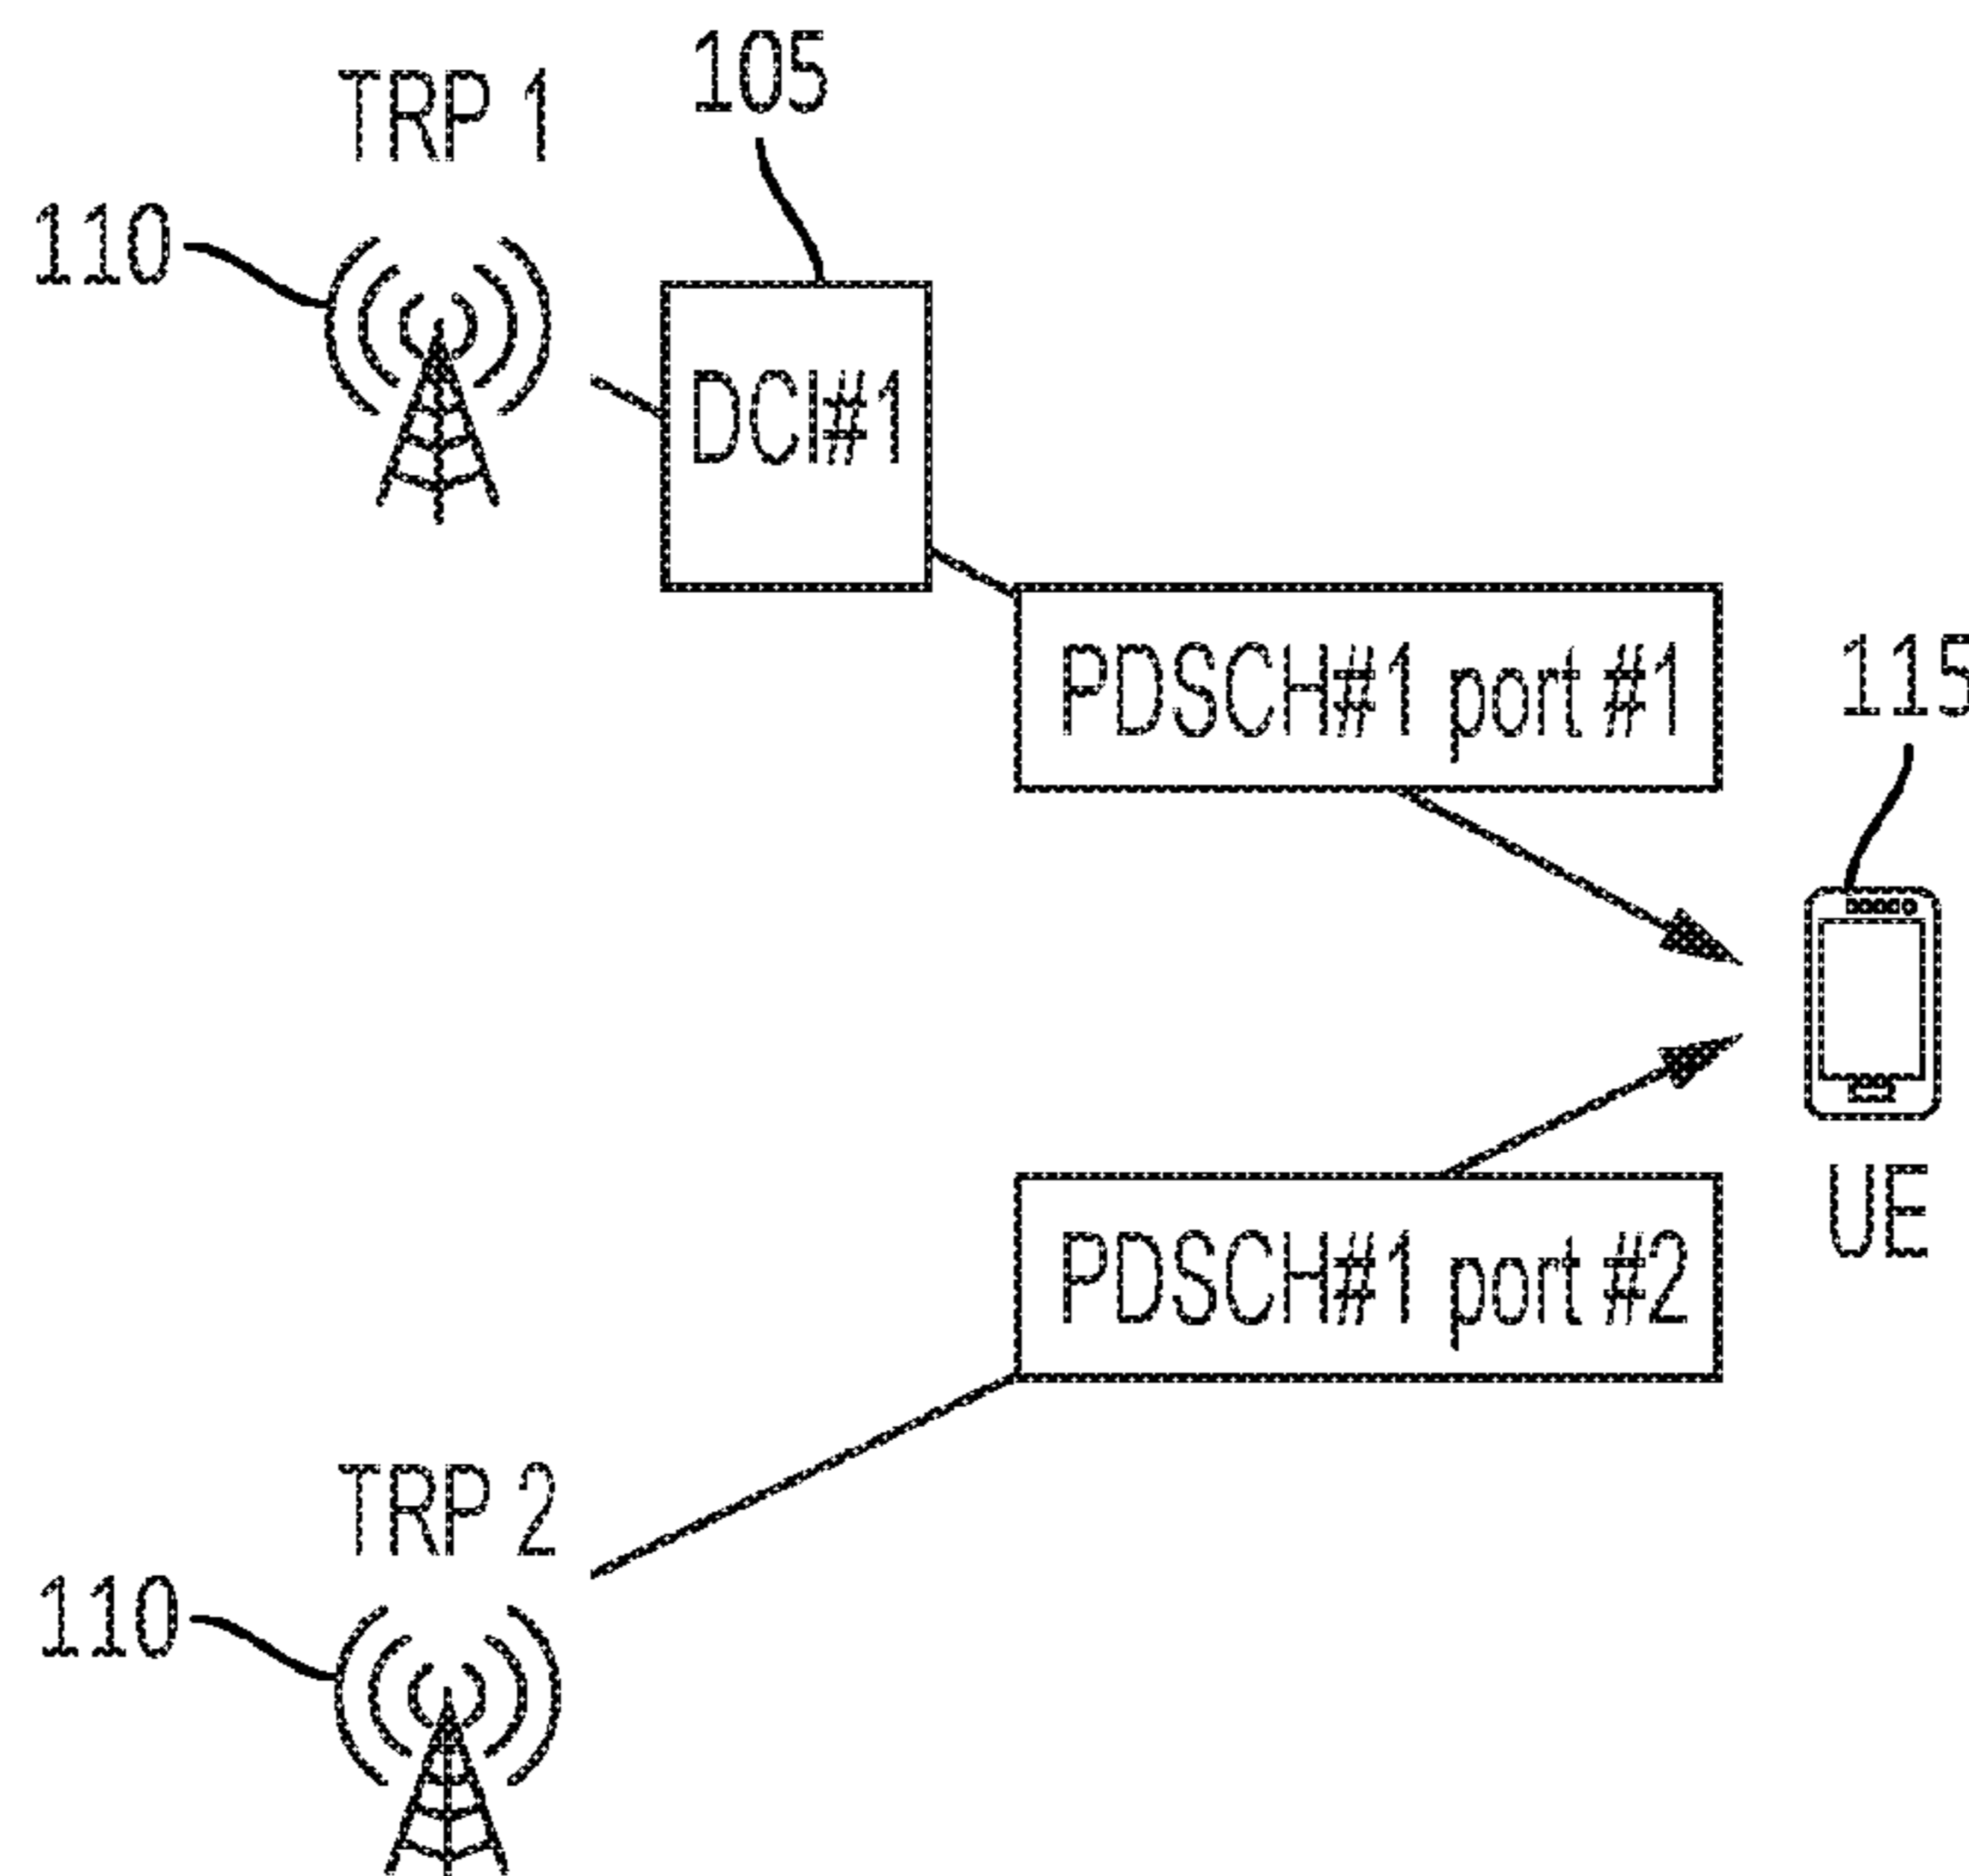 105
TRP 1
110
DCI#1
PDSCH#1 port #1
115
UE
PDSCH#1 port #2
TRP 2
110